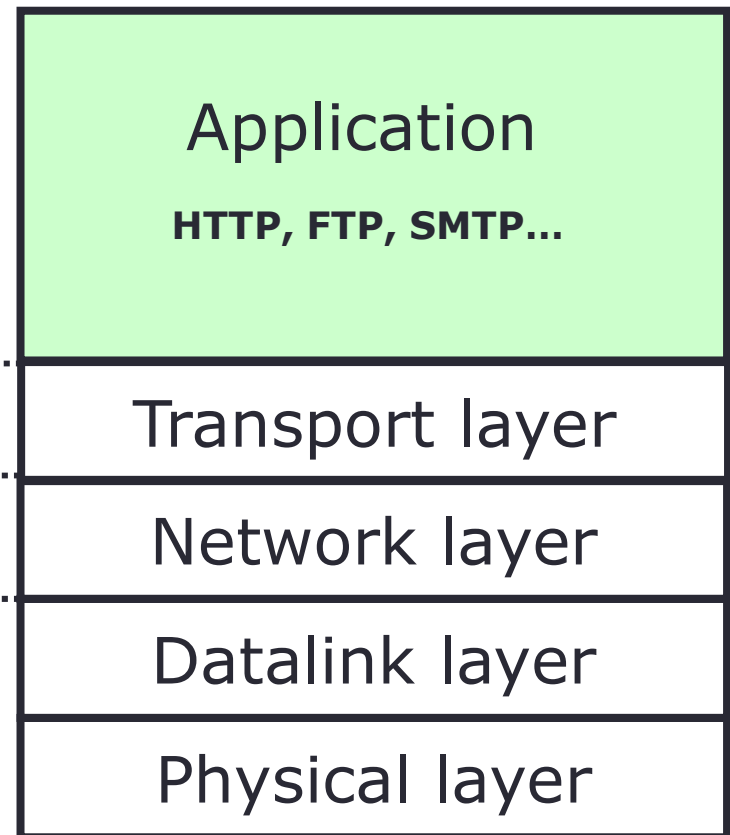 Application
HTTP, FTP, SMTP…
Transport layer
Network layer
Datalink layer
Physical layer